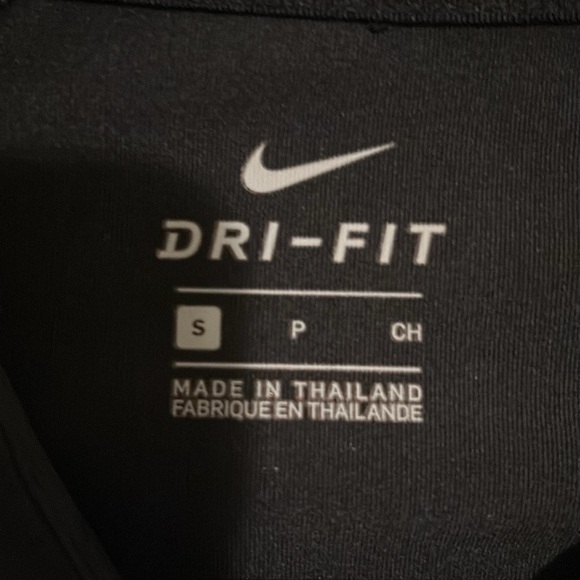 DRI-FIT
S P CH
MADE IN THAILAND
FABRIQUE EN THAILANDE